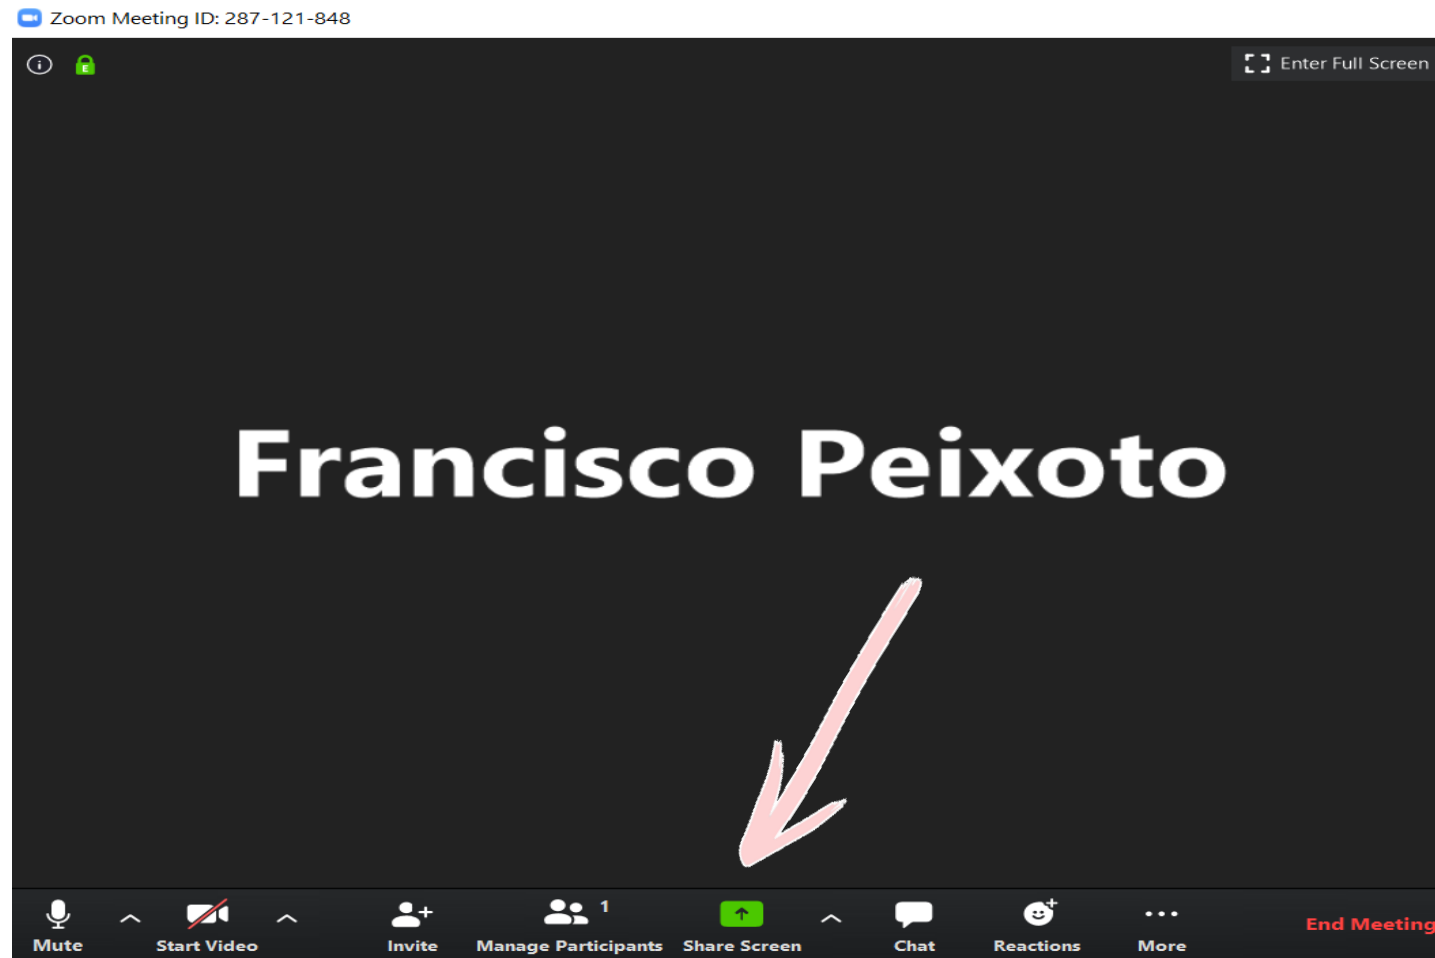 Zoom Meeting ID: 287-121-848
Enter Full Screen
Francisco Peixoto
1
Mute
Start Video
Invite
Manage Participants
Share Screen
Chat
Reactions
More
End Meeting